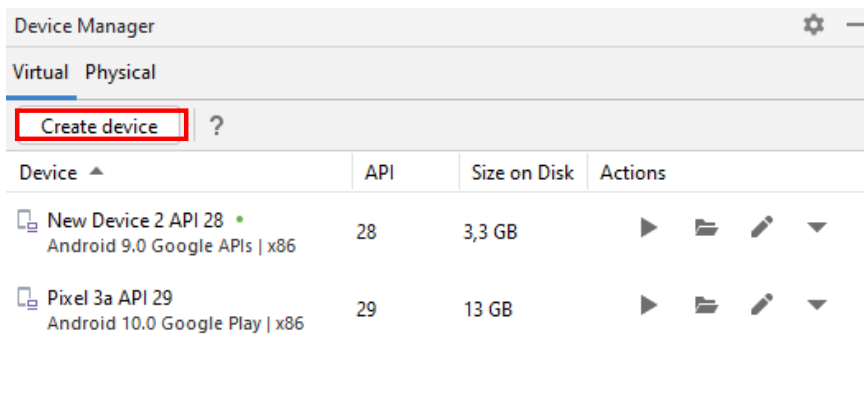 Device Manager
Virtual Physical
Create device ?
Device API Size on Disk Actions
New Device 2 API 28 28 3,3 GB
Android 9.0 Google APIs | x86
Pixel 3a API 29 29 13 GB
Android 10.0 Google Play | x86